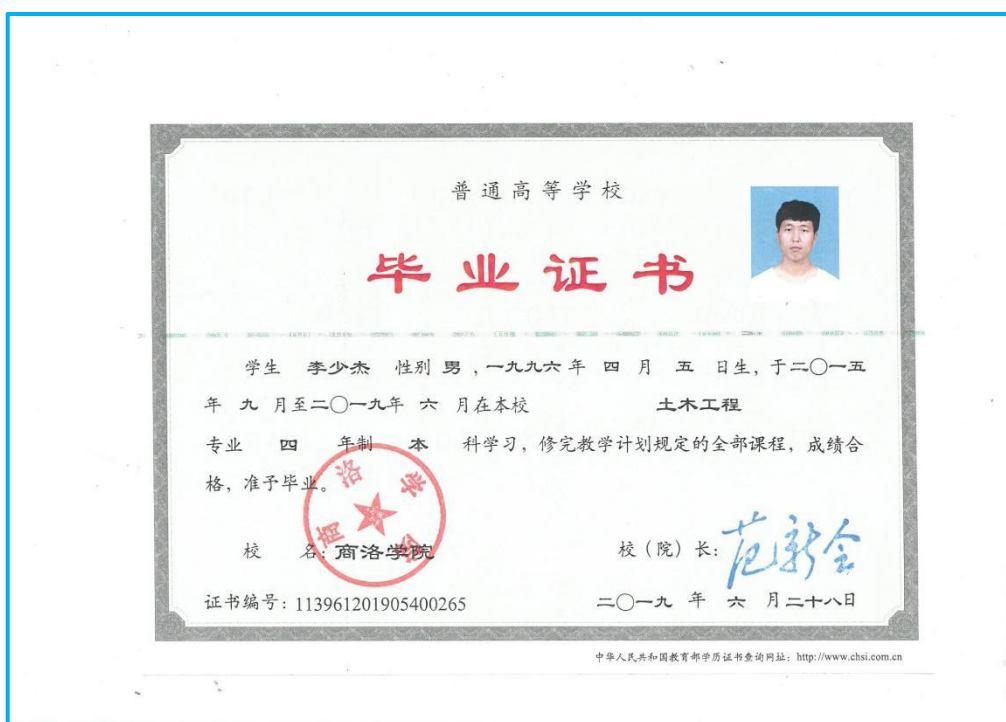 普通高等学校
毕业证书
学生 李少杰 性别 男，一九九六年 四 月 五 日生，于二〇一五
年 九 月至二〇一九年 六 月在本校 土木工程
专业 四 年制 本 科学习，修完教学计划规定的全部课程，成绩合
格，准予毕业。
商洛学院
校 名：商洛学院 校（院）长：范新会
证书编号：113961201905400265 二〇一九 年 六 月二十八日
中华人民共和国教育部学历证书查询网址：http://www.chsi.com.cn